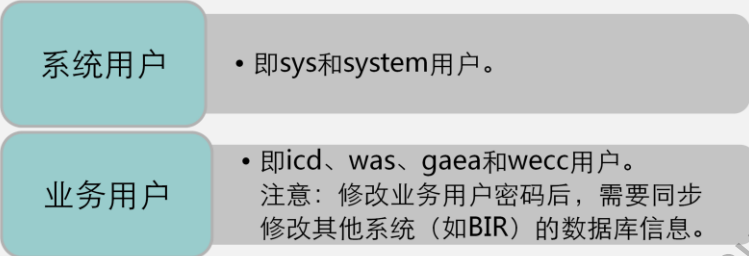 系统用户
• 即sys和system用户。
业务用户
• 即icd、was、gaea和wecc用户。
注意：修改业务用户密码后，需要同步
修改其他系统（如BIR）的数据库信息。